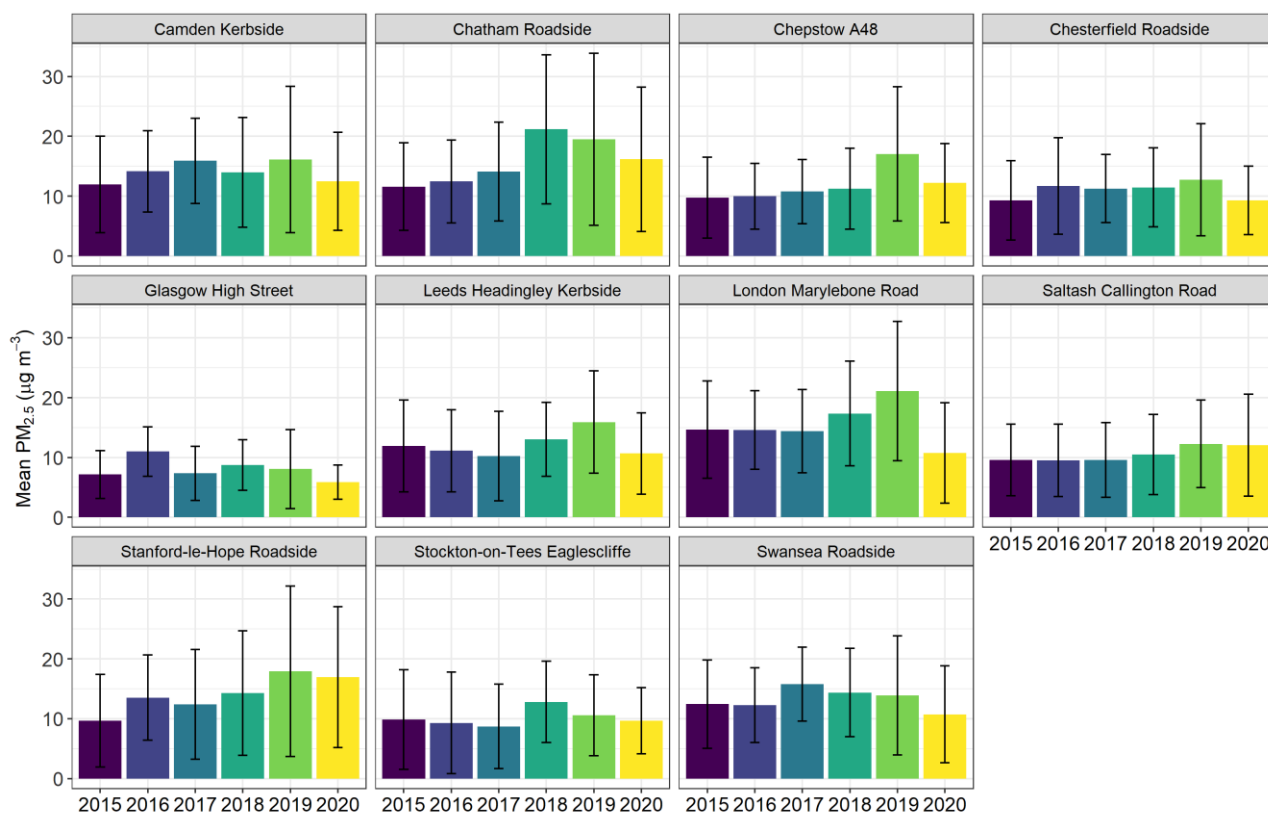 Camden Kerbside
Chatham Roadside
Chepstow A48
Chesterfield Roadside
30
20
10
0
Glasgow High Street
Leeds Headingley Kerbside
London Marylebone Road
Saltash Callington Road
Mean PM2.5 (μg m−3)
30
20
10
0
2015 2016 2017 2018 2019 2020
Stanford-le-Hope Roadside
Stockton-on-Tees Eaglescliffe
Swansea Roadside
30
20
10
0
2015 2016 2017 2018 2019 2020
2015 2016 2017 2018 2019 2020
2015 2016 2017 2018 2019 2020